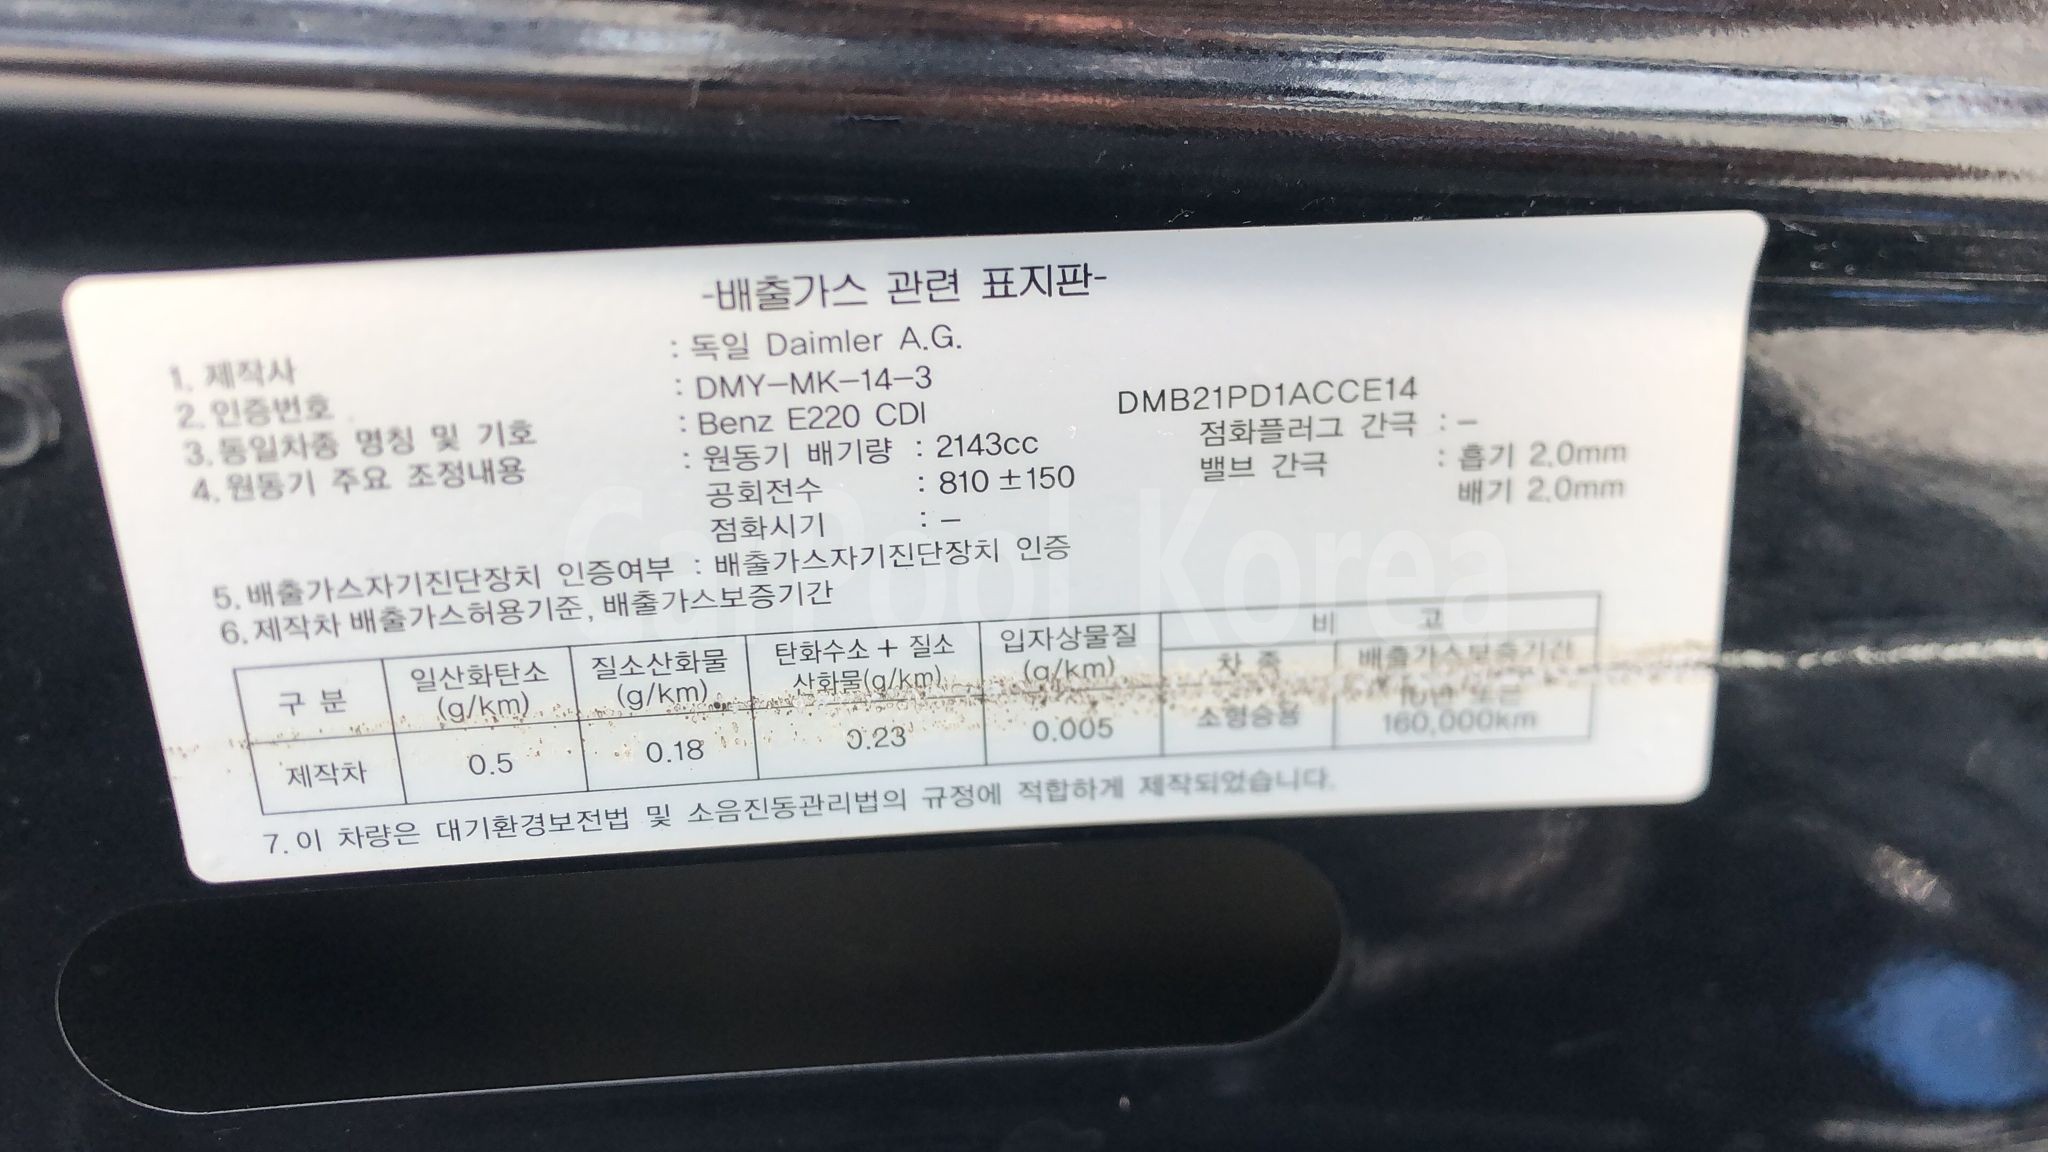 -배출가스 관련 표지판-
1. 제작사 : 독일 Daimler A.G.
2. 인증번호 : DMY-MK-14-3
3. 동일차종 명칭 및 기호 : Benz E220 CDI DMB21PD1ACCE14
4. 원동기 주요 조정내용 : 원동기 배기량 : 2143cc 점화플러그 간극 : -
공회전수 : 810 ±150 밸브 간극 : 흡기 2.0mm
점화시기 : - 배기 2.0mm
5. 배출가스자기진단장치 인증여부 : 배출가스자기진단장치 인증
6. 제작차 배출가스허용기준, 배출가스보증기간
구 분 일산화탄소 (g/km) 질소산화물 (g/km) 탄화수소 + 질소 산화물(g/km) 입자상물질 (g/km) 비 고
차 종 배출가스보증기간
제작차 0.5 0.18 0.23 0.005 소형승용 10년 또는 160,000km
7. 이 차량은 대기환경보전법 및 소음진동관리법의 규정에 적합하게 제작되었습니다.
CarPool Korea